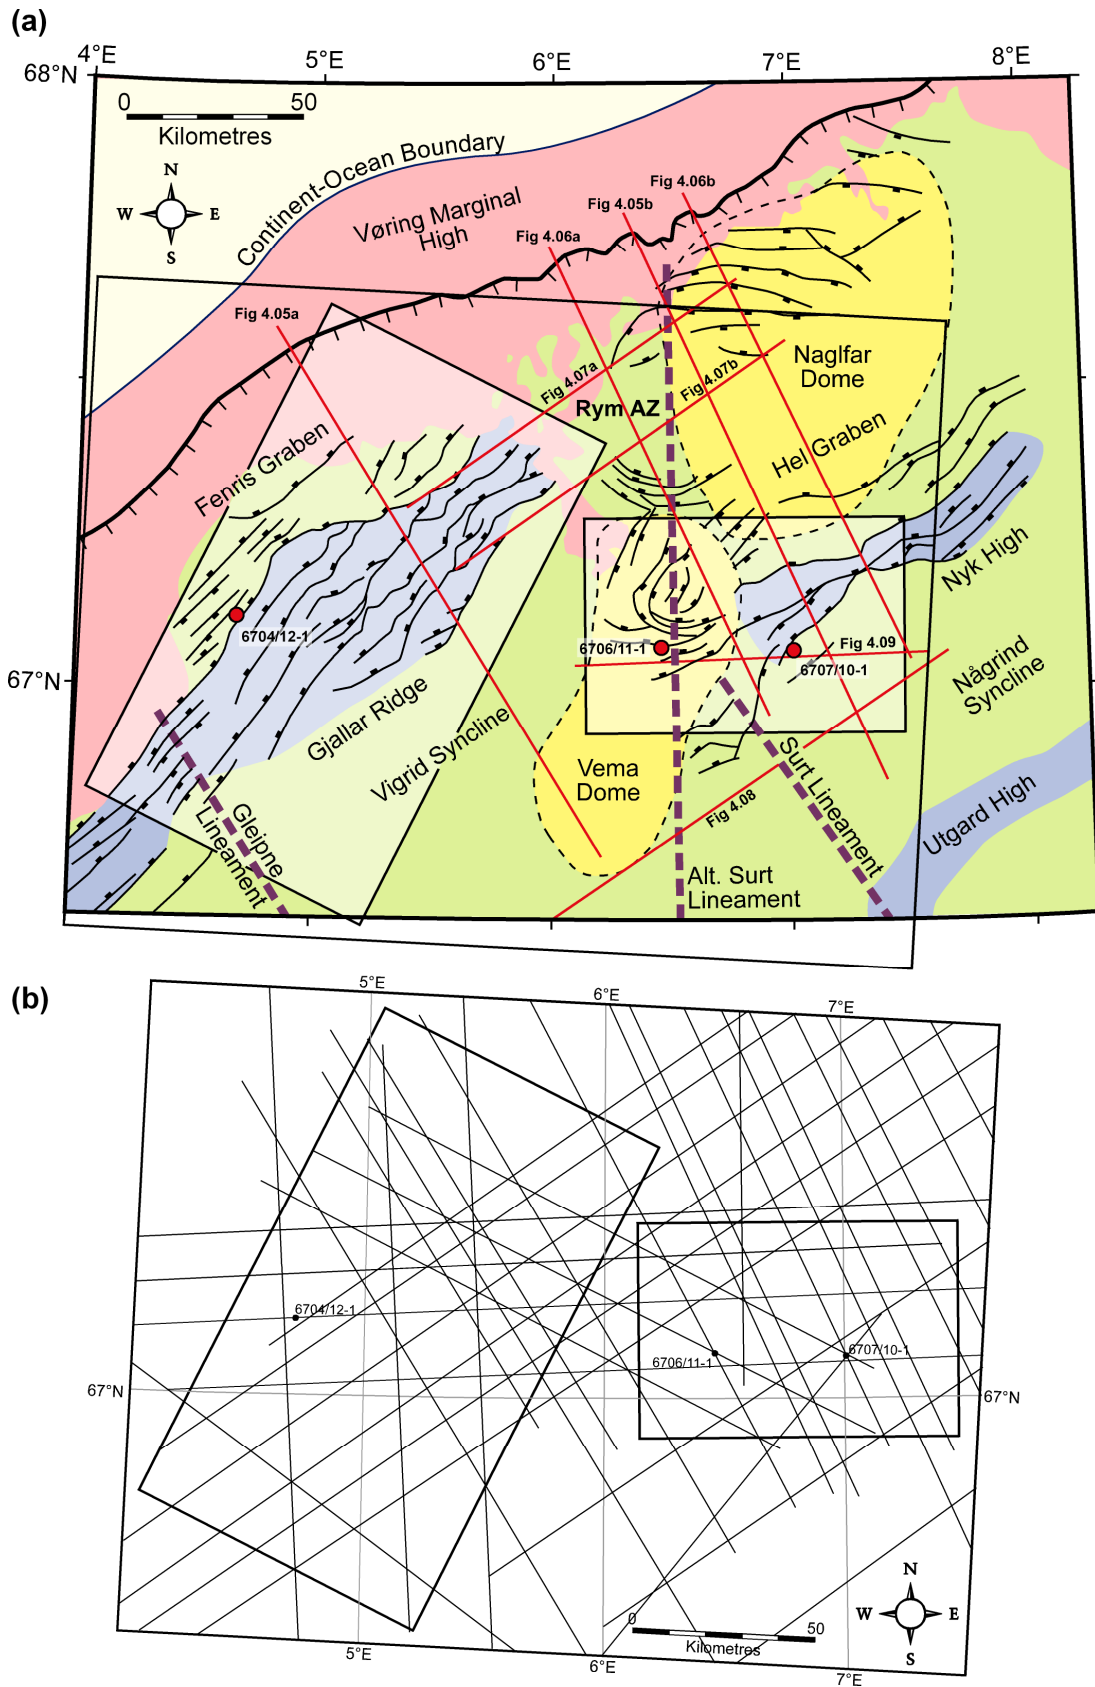 (a)
4°E
5°E
6°E
7°E
8°E
68°N
0
50
Kilometres
N
W
E
S
Continent-Ocean Boundary
Vøring Marginal
High
Fig 4.06b
Fig 4.05b
Fig 4.06a
Fig 4.05a
Naglfar
Dome
Fig 4.07a
Fig 4.07b
Rym AZ
Hel Graben
Fenris Graben
Nyk High
6704/12-1
6706/11-1
Fig 4.09
6707/10-1
67°N
Någrind
Syncline
Gjallar Ridge
Vigrid Syncline
Vema
Dome
Surt Lineament
Fig 4.08
Utgard High
Gleipne
Lineament
Alt. Surt
Lineament
(b)
5°E
6°E
7°E
6704/12-1
6706/11-1
6707/10-1
67°N
67°N
N
W
E
S
0
50
Kilometres
5°E
6°E
7°E